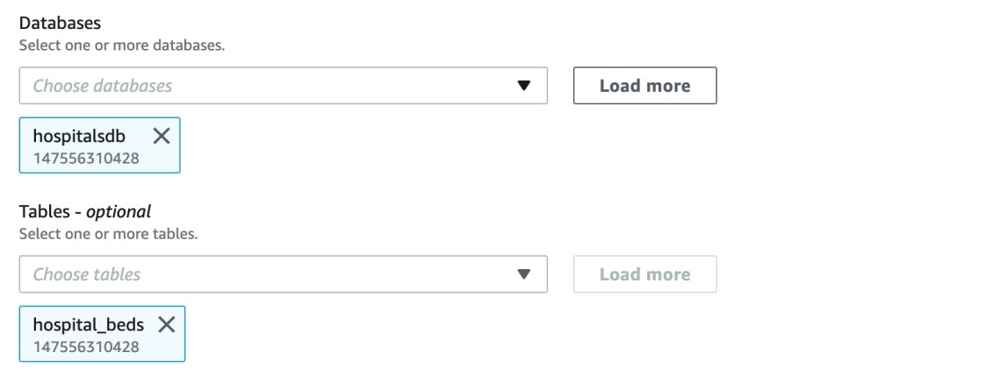 Databases
Select one or more databases.
Choose databases
Load more
hospitalsdb
147556310428
Tables - optional
Select one or more tables.
Choose tables
Load more
hospital_beds
147556310428